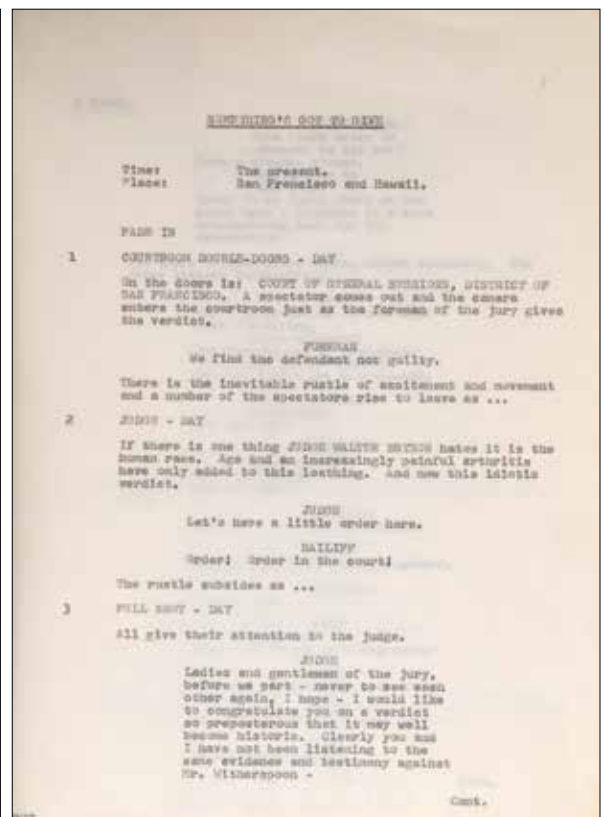 SOMETHING'S GOT TO GIVE
Time: The present.
Place: San Francisco and Hawaii.
FADE IN
1 COURTROOM DOUBLE-DOORS - DAY
On the doors is: COURT OF GENERAL SESSIONS, DISTRICT OF
SAN FRANCISCO. A spectator comes out and the camera
enters the courtroom just as the foreman of the jury gives
the verdict.
FOREMAN
We find the defendant not guilty.
There is the inevitable rustle of excitement and movement
and a number of the spectators rise to leave as ...
2 JUDGE - DAY
If there is one thing JUDGE WALTER hates it is the
human race. Age and an increasingly painful arthritis
have only added to this loathing. And now this idiotic
verdict.
JUDGE
Let's have a little order here.
BAILIFF
Order! Order in the court!
The rustle subsides as ...
3 FULL SHOT - DAY
All give their attention to the judge.
JUDGE
Ladies and gentlemen of the jury,
before we part - never to see each
other again, I hope - I would like
to congratulate you on a verdict
so preposterous that it may well
become historic. Clearly you and
I have not been listening to the
same evidence and testimony against
Mr. Witherspoon -
Cont.